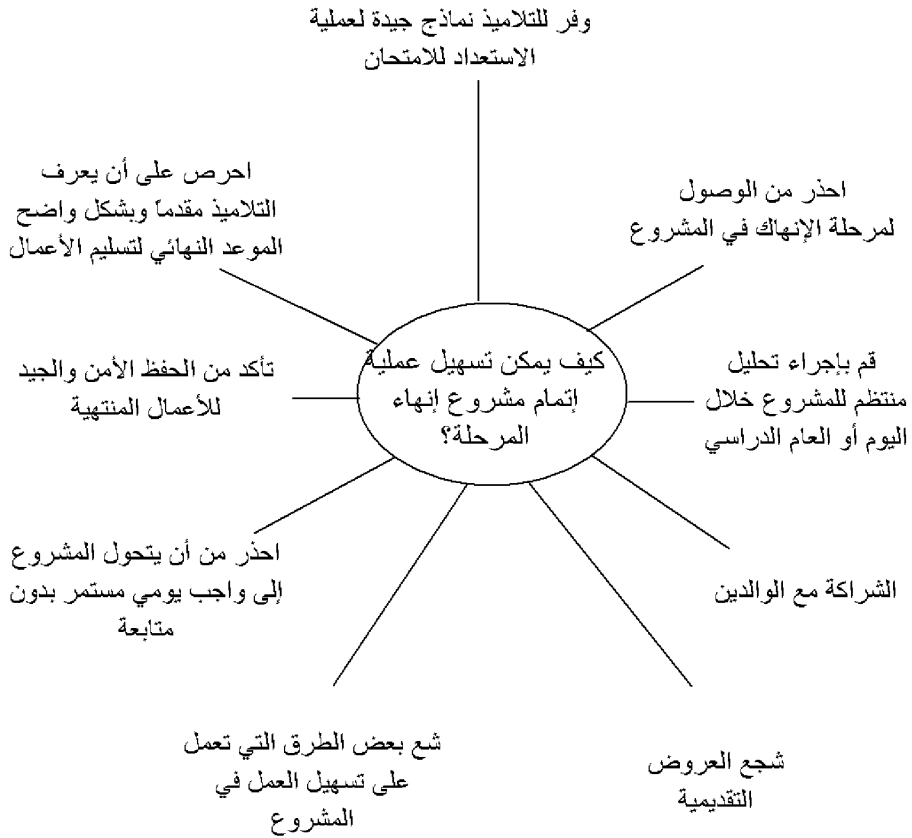 وفر للتلاميذ نماذج جيدة لعملية
الاستعداد للامتحان
احذر من الوصول
لمرحلة الإنهاك في المشروع
احرص على أن يعرف
التلاميذ مقدماً وبشكل واضح
الموعد النهائي لتسليم الأعمال
كيف يمكن تسهيل عملية
إتمام مشروع إنهاء
المرحلة؟
قم بإجراء تحليل
منتظم للمشروع خلال
اليوم أو العام الدراسي
تأكد من الحفظ الأمن والجيد
للأعمال المنتهية
الشراكة مع الوالدين
احذر من أن يتحول المشروع
إلى واجب يومي مستمر بدون
متابعة
شجع العروض
التقديمية
شع بعض الطرق التي تعمل
على تسهيل العمل في
المشروع